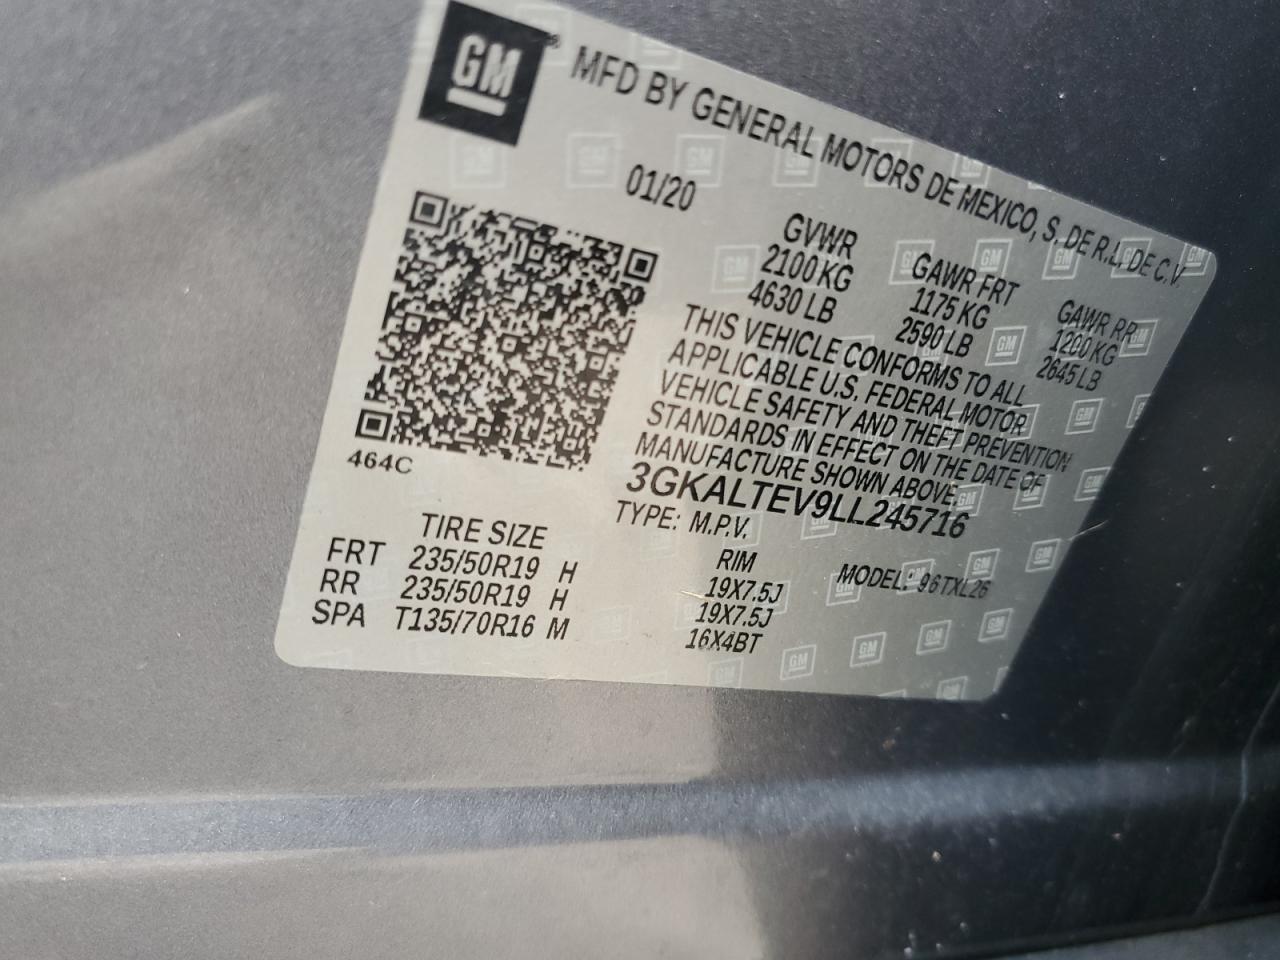 GM
MFD BY GENERAL MOTORS DE MEXICO, S. DE R.L. DE C.V.
01/20
GVWR GAWR FRT GAWR RR
2100 KG 1175 KG 1200 KG
4630 LB 2590 LB 2645 LB
THIS VEHICLE CONFORMS TO ALL
APPLICABLE U.S. FEDERAL MOTOR
VEHICLE SAFETY AND THEFT PREVENTION
STANDARDS IN EFFECT ON THE DATE OF
MANUFACTURE SHOWN ABOVE.
3GKALTEV9LL245716
TYPE: M.P.V. MODEL: 96TXL26
464C
TIRE SIZE RIM
FRT 235/50R19 H 19X7.5J
RR 235/50R19 H 19X7.5J
SPA T135/70R16 M 16X4BT